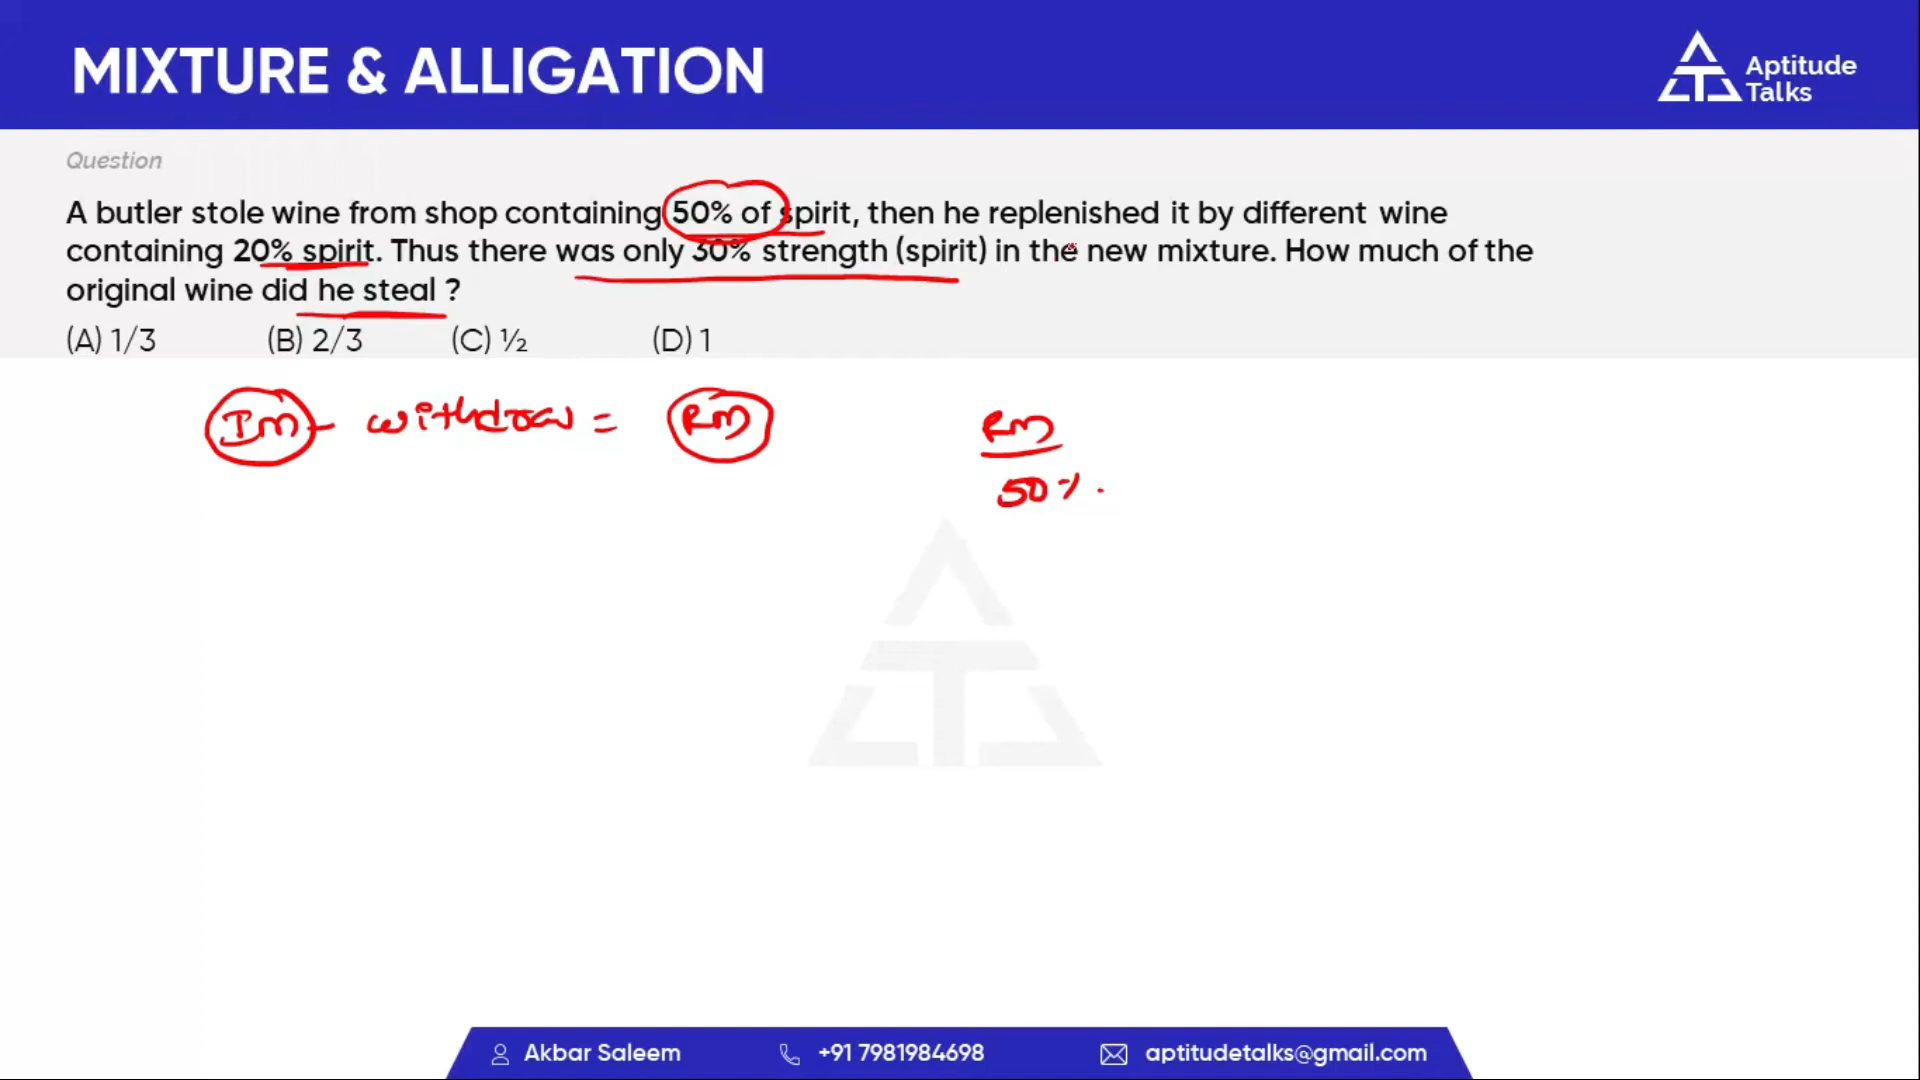 MIXTURE & ALLIGATION
Aptitude
Talks
Question
A butler stole wine from shop containing 50% of spirit, then he replenished it by different wine
containing 20% spirit. Thus there was only 30% strength (spirit) in the new mixture. How much of the
original wine did he steal ?
(A) 1/3 (B) 2/3 (C) ½ (D) 1
Im - withdraw = Rm
Rm
50%.
Akbar Saleem +91 7981984698 aptitudetalks@gmail.com